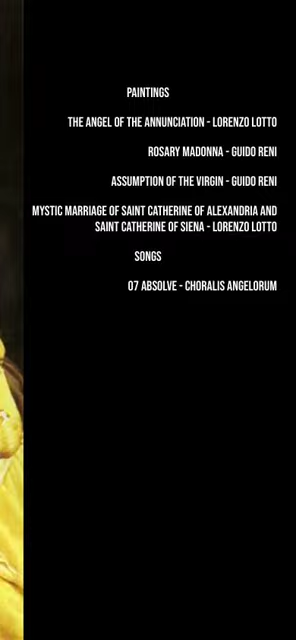 PAINTINGS
THE ANGEL OF THE ANNUNCIATION - LORENZO LOTTO
ROSARY MADONNA - GUIDO RENI
ASSUMPTION OF THE VIRGIN - GUIDO RENI
MYSTIC MARRIAGE OF SAINT CATHERINE OF ALEXANDRIA AND
SAINT CATHERINE OF SIENA - LORENZO LOTTO
SONGS
07 ABSOLVE - CHORALIS ANGELORUM